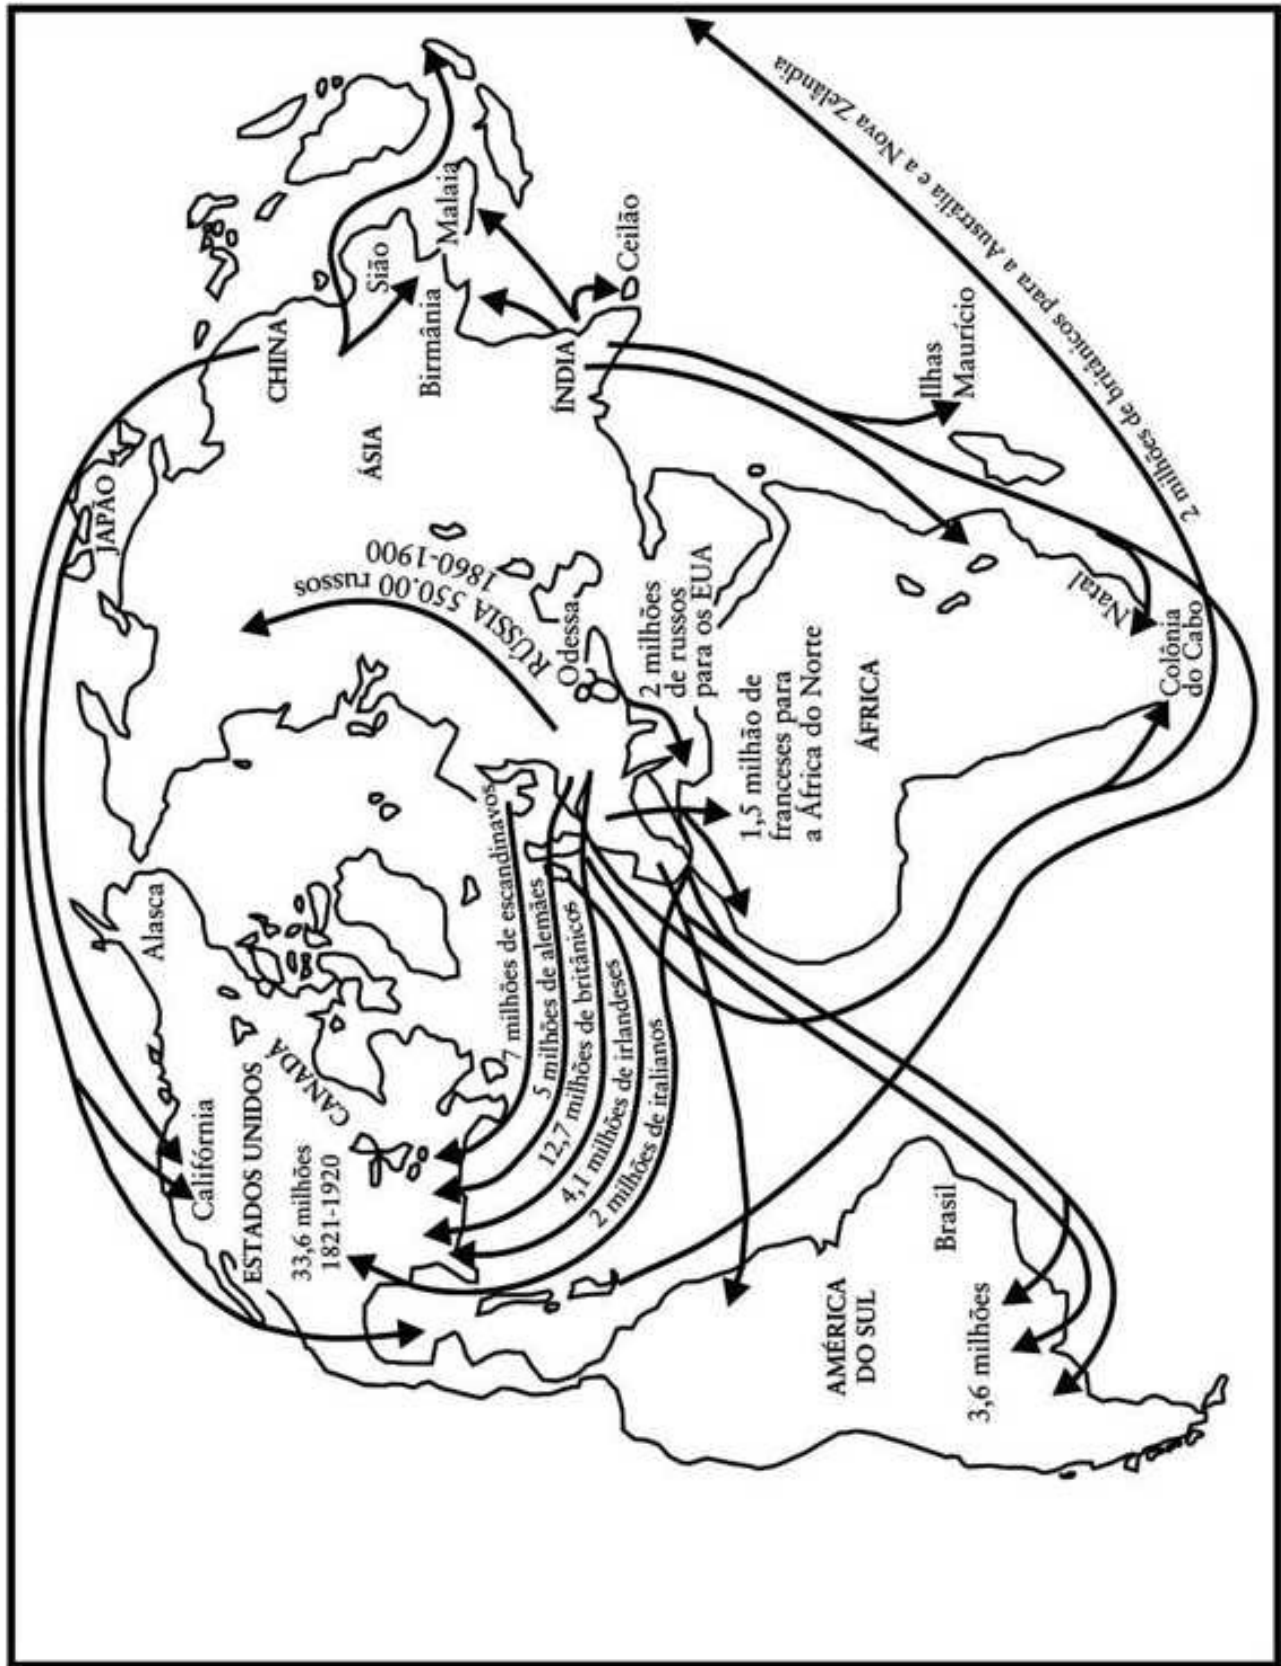 JAPÃO
CHINA
ÁSIA
Sião
Birmânia
Malaia
ÍNDIA
Ceilão
Ilhas
Maurício
2 milhões de britânicos para a Austrália e a Nova Zelândia
RÚSSIA 550.00 russos
1860-1900
Odessa
2 milhões
de russos
para os EUA
1,5 milhão de
franceses para
a África do Norte
ÁFRICA
Natal
Colônia
do Cabo
Alasca
CANADÁ
Califórnia
ESTADOS UNIDOS
33,6 milhões
1821-1920
7 milhões de escandinavos
5 milhões de alemães
12,7 milhões de britânicos
4,1 milhões de irlandeses
2 milhões de italianos
AMÉRICA
DO SUL
Brasil
3,6 milhões